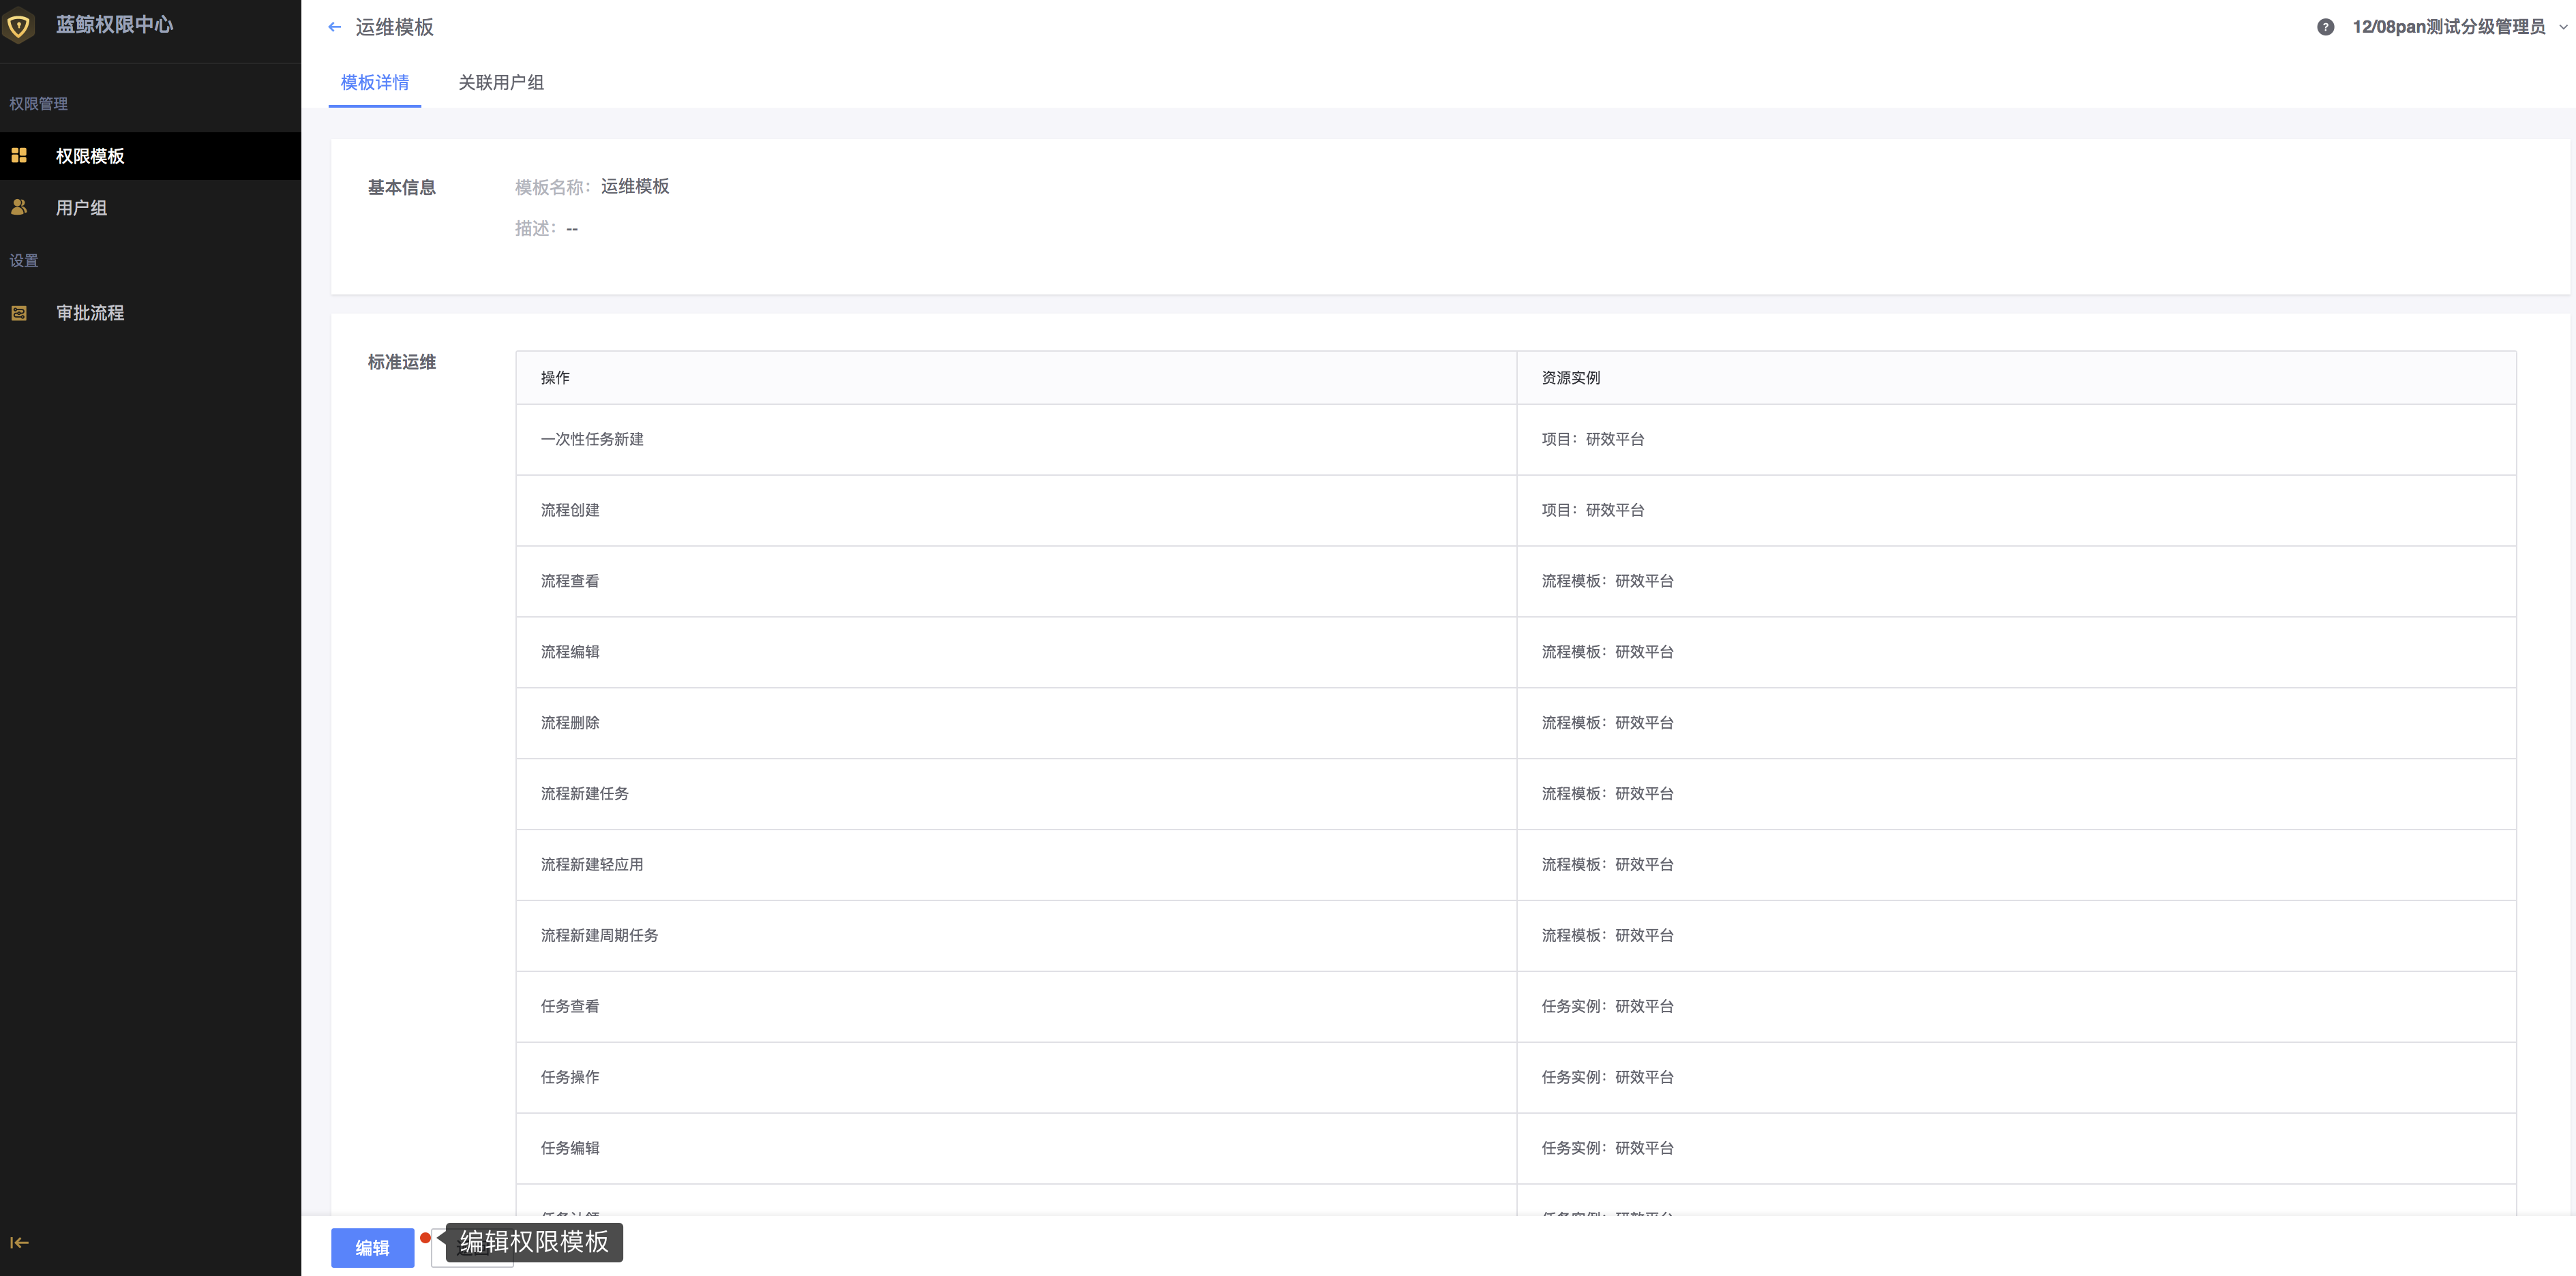 蓝鲸权限中心
权限管理
权限模板
用户组
设置
审批流程
运维模板
12/08pan测试分级管理员
模板详情
关联用户组
基本信息
模板名称：运维模板
描述：--
标准运维
操作 资源实例
一次性任务新建 项目：研效平台
流程创建 项目：研效平台
流程查看 流程模板：研效平台
流程编辑 流程模板：研效平台
流程删除 流程模板：研效平台
流程新建任务 流程模板：研效平台
流程新建轻应用 流程模板：研效平台
流程新建周期任务 流程模板：研效平台
任务查看 任务实例：研效平台
任务操作 任务实例：研效平台
任务编辑 任务实例：研效平台
编辑
编辑权限模板